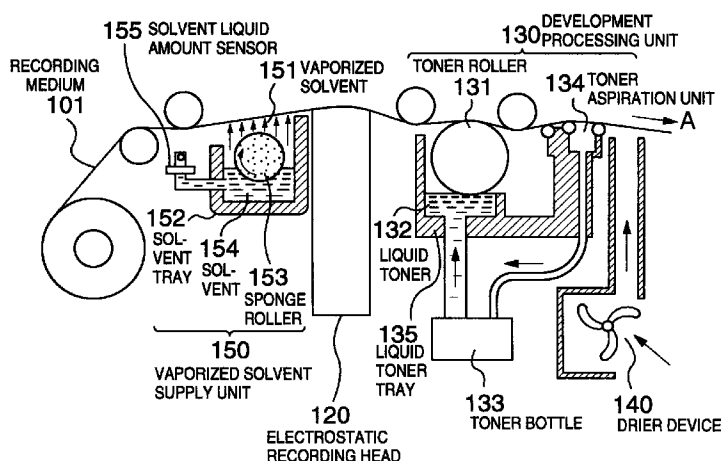 155 SOLVENT LIQUID
AMOUNT SENSOR
RECORDING
MEDIUM
101
151 VAPORIZED
SOLVENT
130 DEVELOPMENT
PROCESSING UNIT
TONER ROLLER
131
134 TONER
ASPIRATION UNIT
A
152
SOL-
VENT
TRAY
154
SOL-
VENT
153
SPONGE
ROLLER
150
VAPORIZED SOLVENT
SUPPLY UNIT
120
ELECTROSTATIC
RECORDING HEAD
132
LIQUID
TONER
135
LIQUID
TONER
TRAY
133
TONER BOTTLE
140
DRIER DEVICE